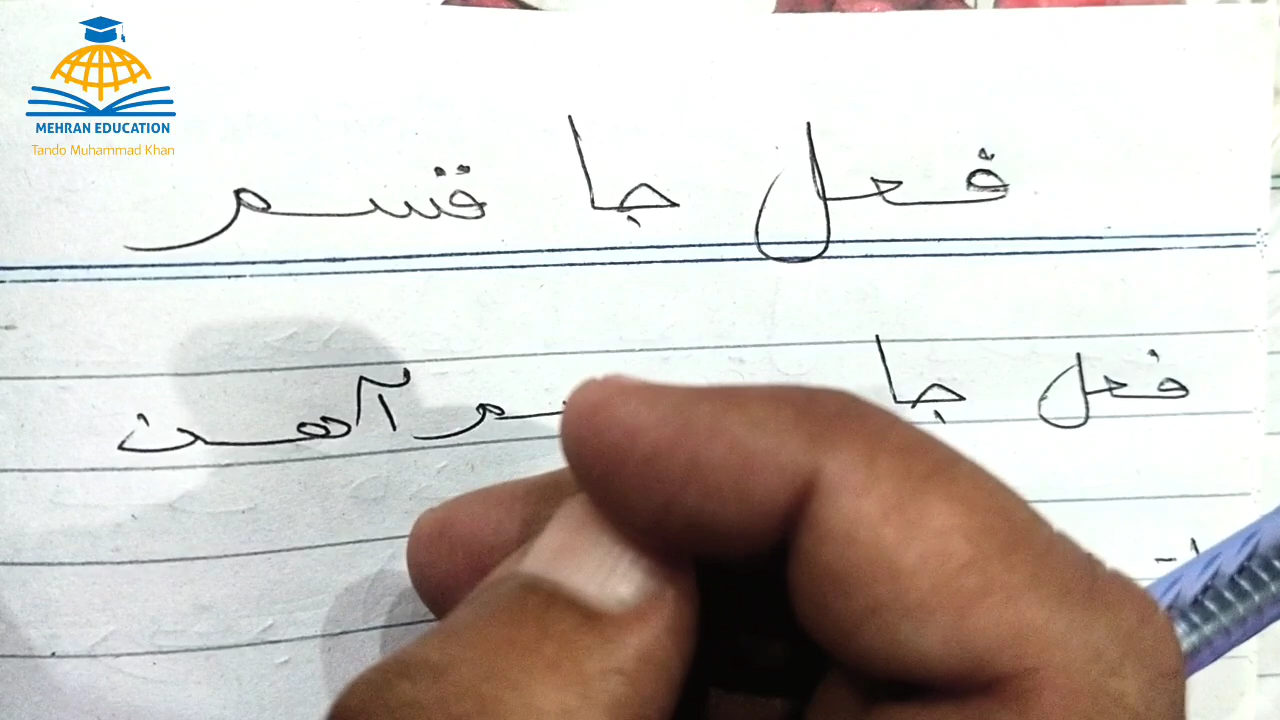 MEHRAN EDUCATION
Tando Muhammad Khan
فعل جا قسم
فعل جا آهن